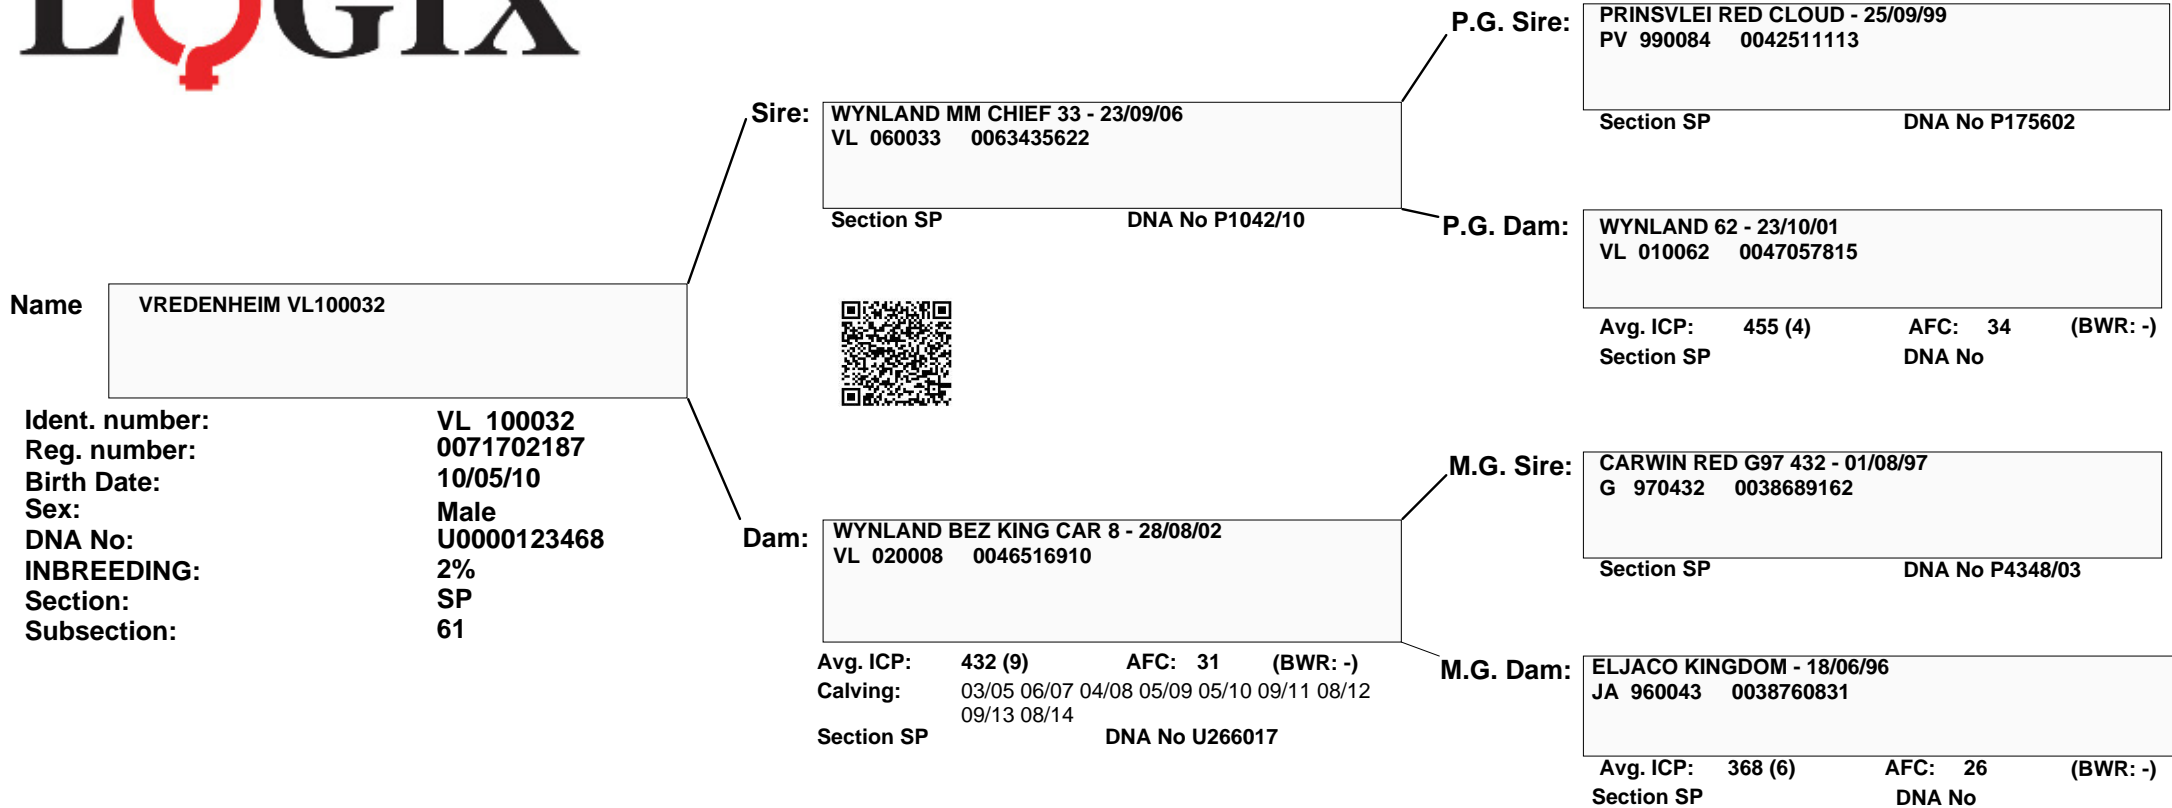 LOGIX
P.G. Sire:
PRINSVLEI RED CLOUD - 25/09/99
PV 990084 0042511113
Section SP DNA No P175602
Sire:
WYNLAND MM CHIEF 33 - 23/09/06
VL 060033 0063435622
Section SP DNA No P1042/10
P.G. Dam:
WYNLAND 62 - 23/10/01
VL 010062 0047057815
Avg. ICP: 455 (4) AFC: 34 (BWR: -)
Section SP DNA No
Name VREDENHEIM VL100032
Ident. number: VL 100032
Reg. number: 0071702187
Birth Date: 10/05/10
Sex: Male
DNA No: U0000123468
INBREEDING: 2%
Section: SP
Subsection: 61
M.G. Sire:
CARWIN RED G97 432 - 01/08/97
G 970432 0038689162
Section SP DNA No P4348/03
Dam:
WYNLAND BEZ KING CAR 8 - 28/08/02
VL 020008 0046516910
Avg. ICP: 432 (9) AFC: 31 (BWR: -)
Calving: 03/05 06/07 04/08 05/09 05/10 09/11 08/12
09/13 08/14
Section SP DNA No U266017
M.G. Dam:
ELJACO KINGDOM - 18/06/96
JA 960043 0038760831
Avg. ICP: 368 (6) AFC: 26 (BWR: -)
Section SP DNA No